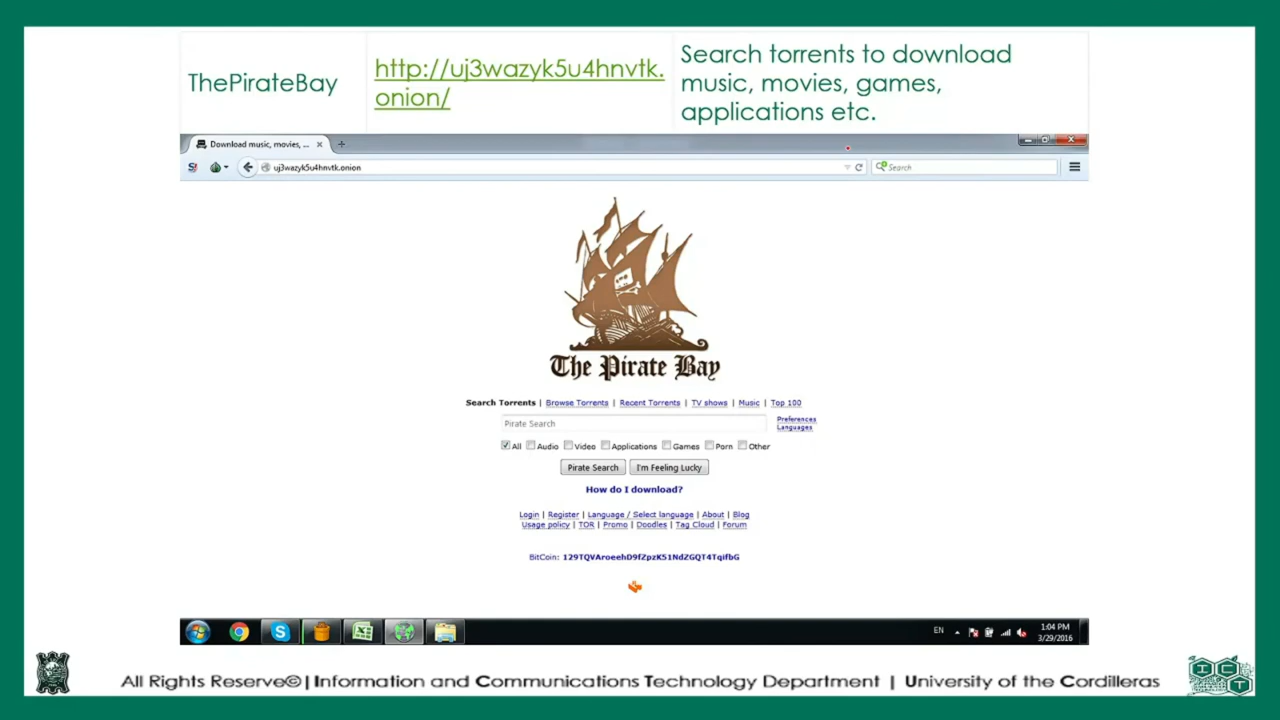 ThePirateBay
http://uj3wazyk5u4hnvtk.
onion/
Search torrents to download
music, movies, games,
applications etc.
Download music, movies, ...
uj3wazyk5u4hnvtk.onion
Search
The Pirate Bay
Search Torrents | Browse Torrents | Recent Torrents | TV shows | Music | Top 100
Pirate Search
Preferences
Languages
All Audio Video Applications Games Porn Other
Pirate Search I'm Feeling Lucky
How do I download?
Login | Register | Language / Select language | About | Blog
Usage policy | TOR | Promo | Doodles | Tag Cloud | Forum
BitCoin: 129TQVAroeehD9fZpzK51NdZGQT4TqifbG
EN
1:04 PM
3/29/2016
All Rights Reserve© | Information and Communications Technology Department | University of the Cordilleras
I C T